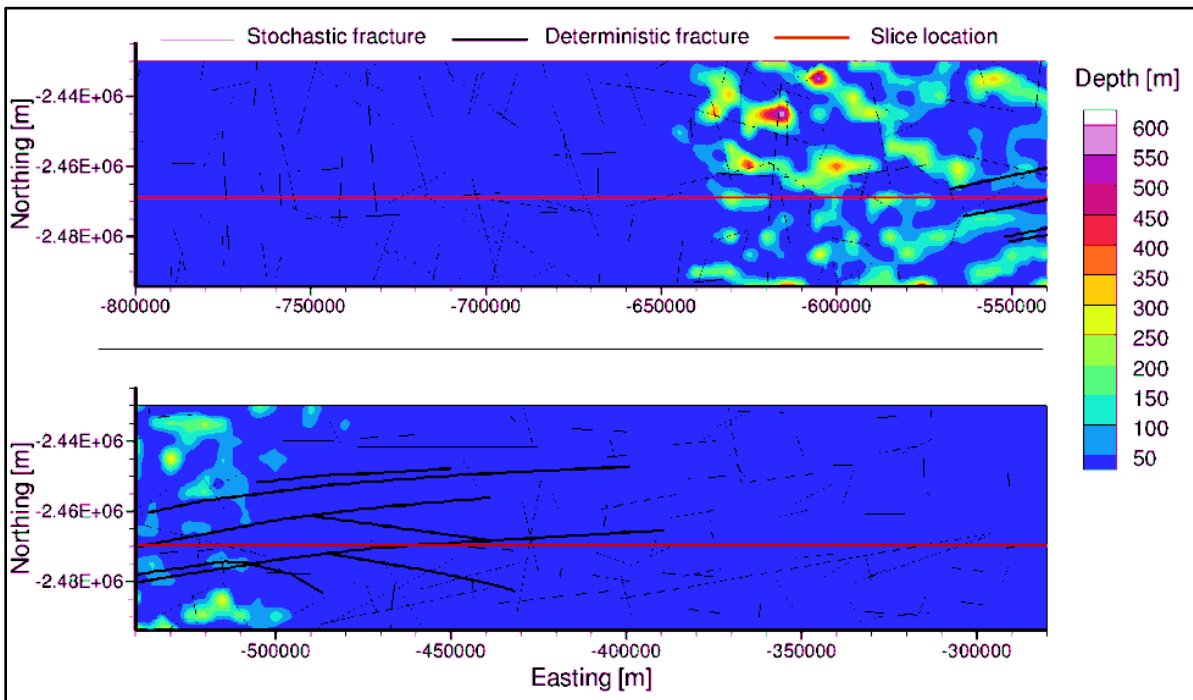 Stochastic fracture Deterministic fracture Slice location
Depth [m]
600
550
500
450
400
350
300
250
200
150
100
50
Northing [m]
-2.44E+06
-2.46E+06
-2.48E+06
-800000 -750000 -700000 -650000 -600000 -550000
Northing [m]
-2.44E+06
-2.46E+06
-2.48E+06
-500000 -450000 -400000 -350000 -300000
Easting [m]